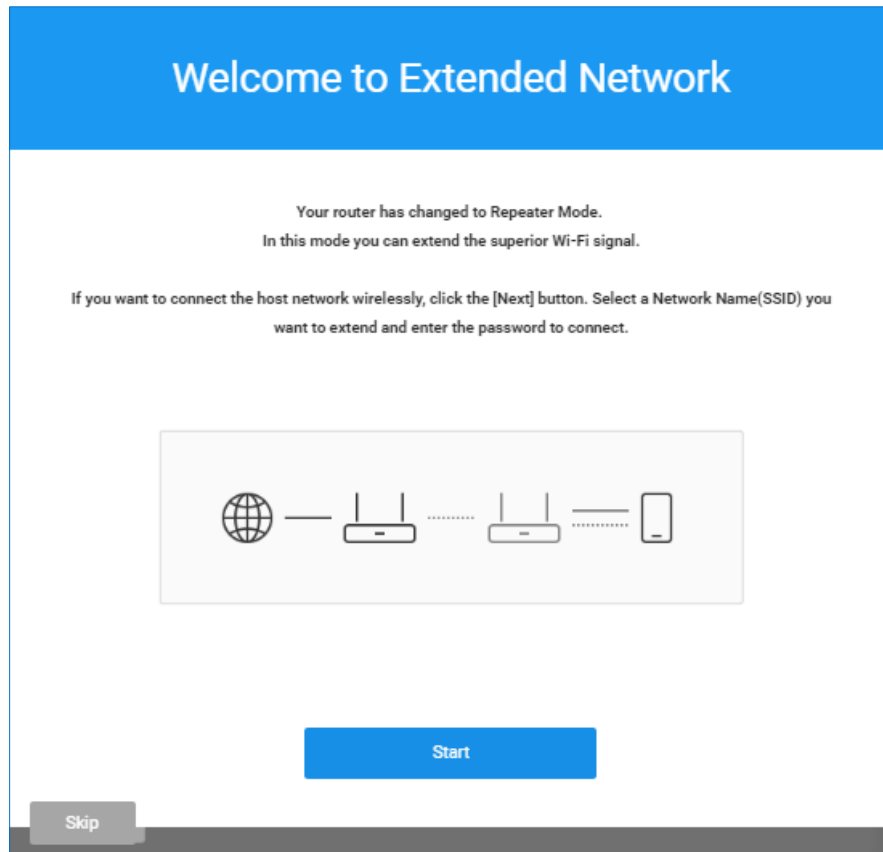 Welcome to Extended Network
Your router has changed to Repeater Mode.
In this mode you can extend the superior Wi-Fi signal.
If you want to connect the host network wirelessly, click the [Next] button. Select a Network Name(SSID) you
want to extend and enter the password to connect.
Start
Skip